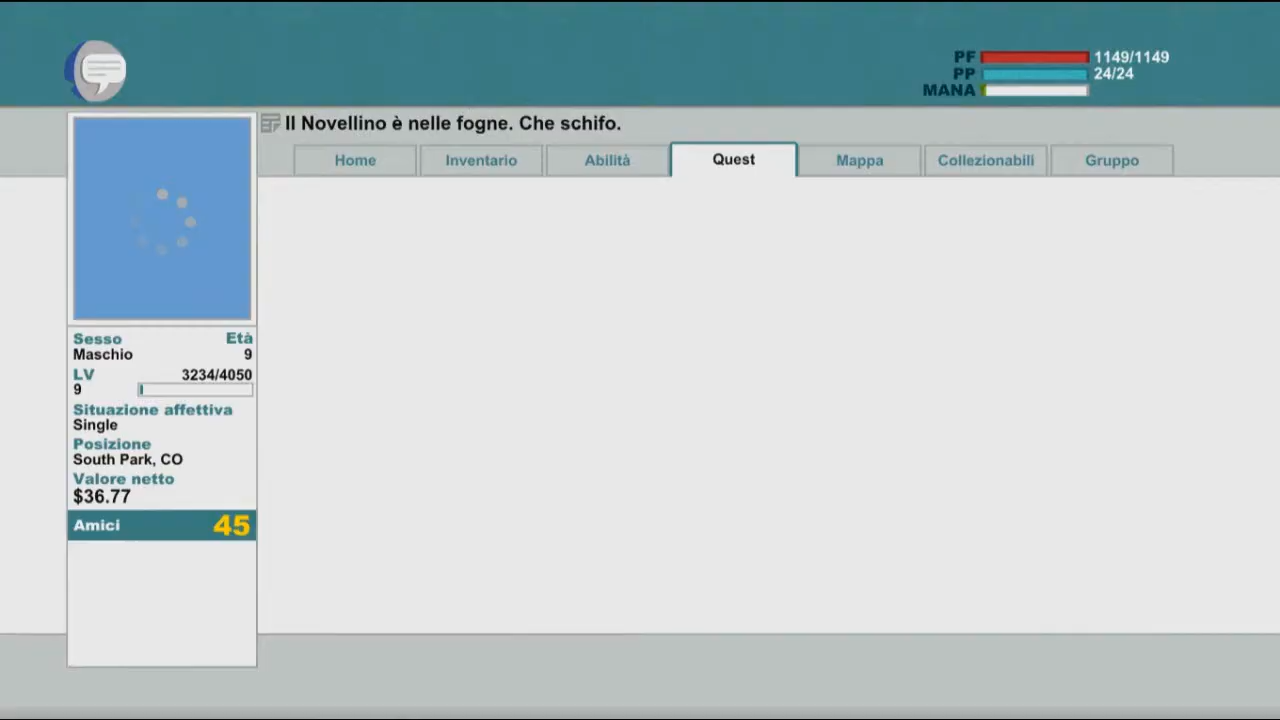 PF 1149/1149
PP 24/24
MANA
Il Novellino è nelle fogne. Che schifo.
Home Inventario Abilità Quest Mappa Collezionabili Gruppo
Sesso Età
Maschio 9
LV 3234/4050
9
Situazione affettiva
Single
Posizione
South Park, CO
Valore netto
$36.77
Amici 45